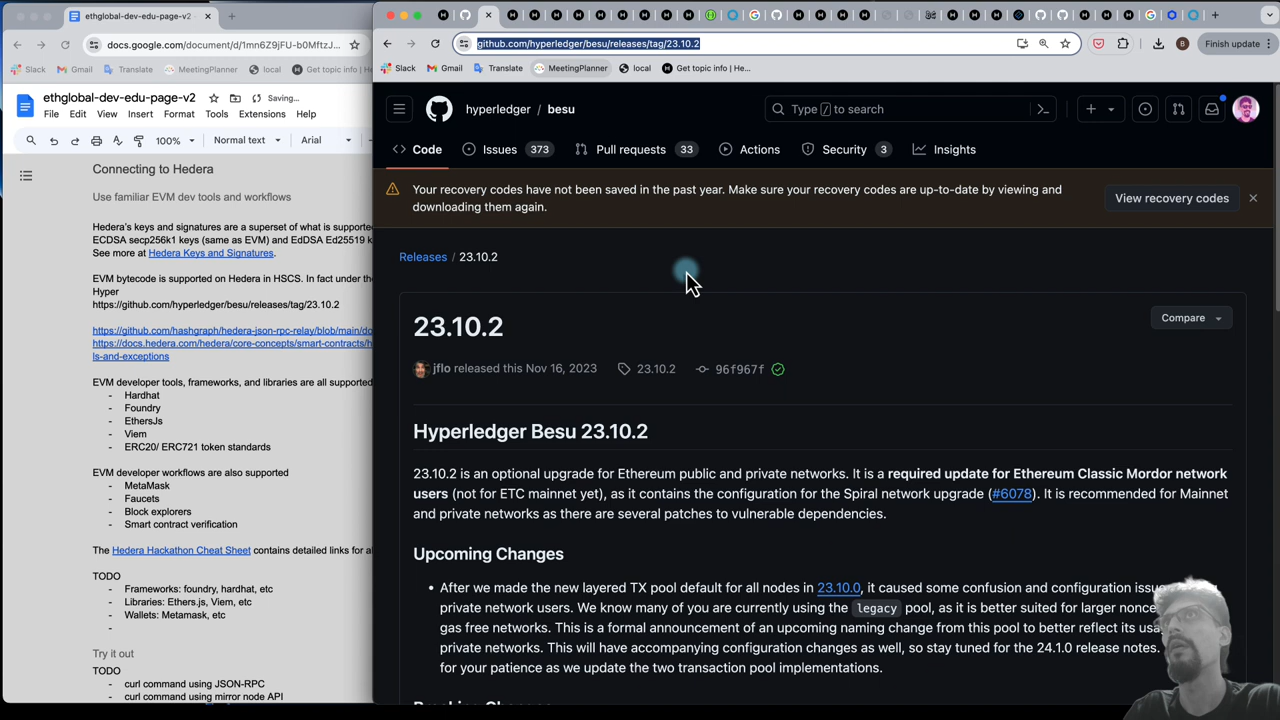 ethglobal-dev-edu-page-v2
docs.google.com/document/d/1mn6Z9jFU-b0MftzJ...
Slack
Gmail
Translate
MeetingPlanner
local
Get topic info | H
ethglobal-dev-edu-page-v2
Saving...
File Edit View Insert Format Tools Extensions Help
100%
Normal text
Arial
Connecting to Hedera
Use familiar EVM dev tools and workflows
Hedera's keys and signatures are a superset of what is supporte
ECDSA secp256k1 keys (same as EVM) and EdDSA Ed25519 k
See more at Hedera Keys and Signatures.
EVM bytecode is supported on Hedera in HSCS. In fact under the
Hyper
https://github.com/hyperledger/besu/releases/tag/23.10.2
https://github.com/hashgraph/hedera-json-rpc-relay/blob/main/do
https://docs.hedera.com/hedera/core-concepts/smart-contracts/h
ls-and-exceptions
EVM developer tools, frameworks, and libraries are all supported
- Hardhat
- Foundry
- EthersJs
- Viem
- ERC20/ ERC721 token standards
EVM developer workflows are also supported
- MetaMask
- Faucets
- Block explorers
- Smart contract verification
The Hedera Hackathon Cheat Sheet contains detailed links for al
TODO
- Frameworks: foundry, hardhat, etc
- Libraries: Ethers.js, Viem, etc
- Wallets: Metamask, etc
-
Try it out
TODO
- curl command using JSON-RPC
- curl command using mirror node API
github.com/hyperledger/besu/releases/tag/23.10.2
B
Finish update
Slack
Gmail
Translate
MeetingPlanner
local
Get topic info | He...
hyperledger / besu
Type / to search
Code
Issues 373
Pull requests 33
Actions
Security 3
Insights
Your recovery codes have not been saved in the past year. Make sure your recovery codes are up-to-date by viewing and
downloading them again.
View recovery codes
Releases / 23.10.2
23.10.2
Compare
jflo released this Nov 16, 2023
23.10.2
96f967f
Hyperledger Besu 23.10.2
23.10.2 is an optional upgrade for Ethereum public and private networks. It is a required update for Ethereum Classic Mordor network
users (not for ETC mainnet yet), as it contains the configuration for the Spiral network upgrade (#6078). It is recommended for Mainnet
and private networks as there are several patches to vulnerable dependencies.
Upcoming Changes
• After we made the new layered TX pool default for all nodes in 23.10.0, it caused some confusion and configuration issu
private network users. We know many of you are currently using the legacy pool, as it is better suited for larger nonce
gas free networks. This is a formal announcement of an upcoming naming change from this pool to better reflect its usa
private networks. This will have accompanying configuration changes as well, so stay tuned for the 24.1.0 release notes.
for your patience as we update the two transaction pool implementations.
Breaking Changes